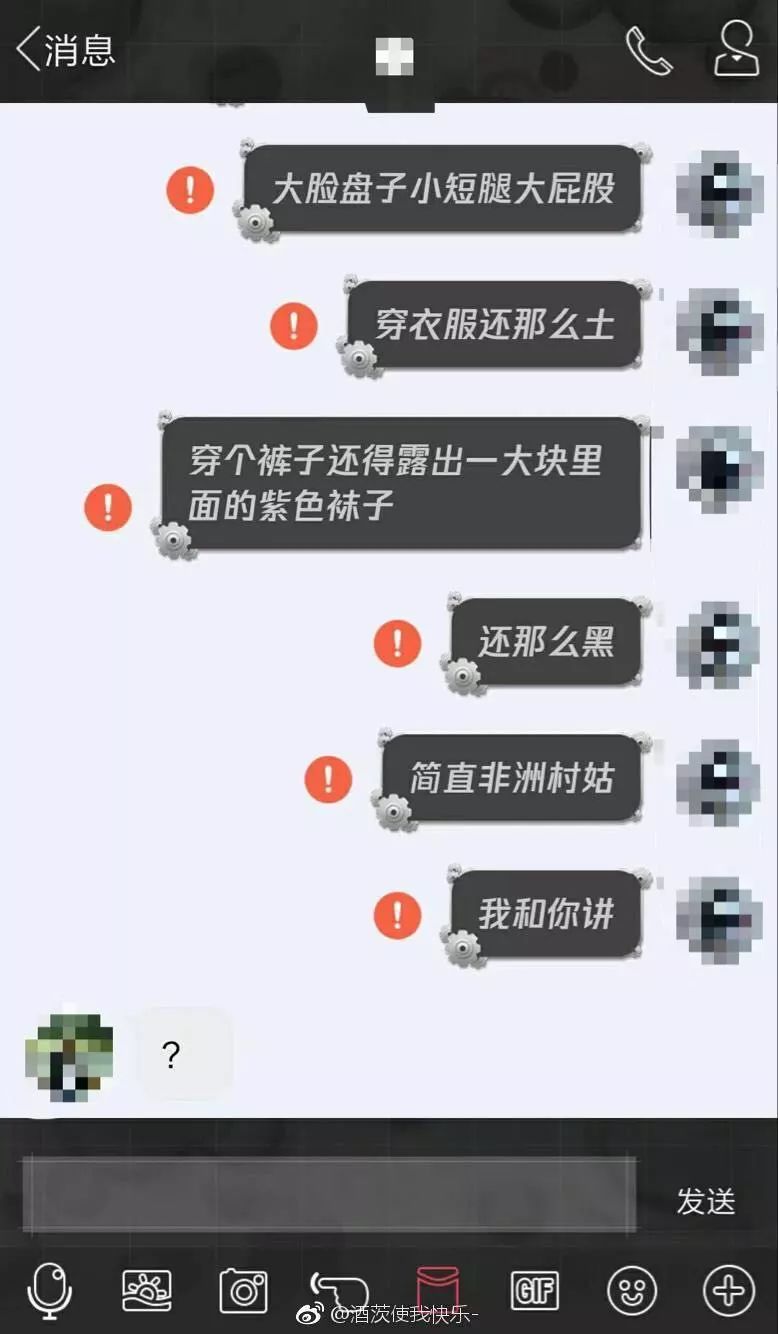 消息
大脸盘子小短腿大屁股
穿衣服还那么土
穿个裤子还得露出一大块里
面的紫色袜子
还那么黑
简直非洲村姑
我和你讲
?
发送
GIF
@酒茨使我快乐-